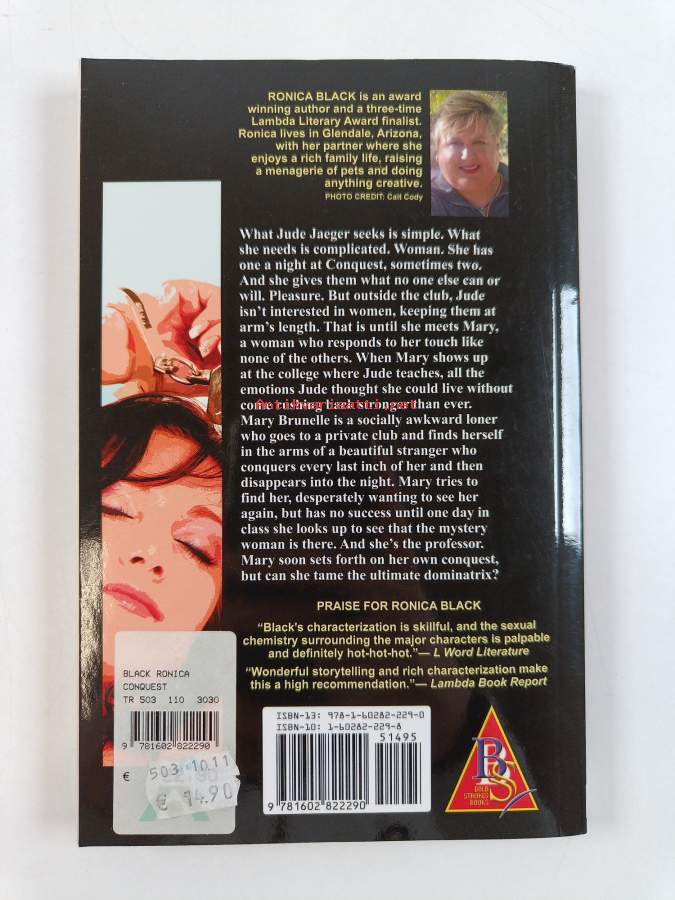 RONICA BLACK is an award
winning author and a three-time
Lambda Literary Award finalist.
Ronica lives in Glendale, Arizona,
with her partner where she
enjoys a rich family life, raising
a menagerie of pets and doing
anything creative.
PHOTO CREDIT: Cait Cody
What Jude Jaeger seeks is simple. What
she needs is complicated. Woman. She has
one a night at Conquest, sometimes two.
And she gives them what no one else can or
will. Pleasure. But outside the club, Jude
isn't interested in women, keeping them at
arm's length. That is until she meets Mary,
a woman who responds to her touch like
none of the others. When Mary shows up
at the college where Jude teaches, all the
emotions Jude thought she could live without
come rushing back stronger than ever.
Mary Brunelle is a socially awkward loner
who goes to a private club and finds herself
in the arms of a beautiful stranger who
conquers every last inch of her and then
disappears into the night. Mary tries to
find her, desperately wanting to see her
again, but has no success until one day in
class she looks up to see that the mystery
woman is there. And she's the professor.
Mary soon sets forth on her own conquest,
but can she tame the ultimate dominatrix?
PRAISE FOR RONICA BLACK
"Black's characterization is skillful, and the sexual
chemistry surrounding the major characters is palpable
and definitely hot-hot-hot."— L Word Literature
"Wonderful storytelling and rich characterization make
this a high recommendation."— Lambda Book Report
BLACK RONICA
CONQUEST
TR 503 110 3030
9 781602 822290
€
503 10.11
€ 14.90
ISBN-13: 978-1-60282-229-0
ISBN-10: 1-60282-229-8
51495
9 781602 822290
BS
BOLD
STROKES
BOOKS